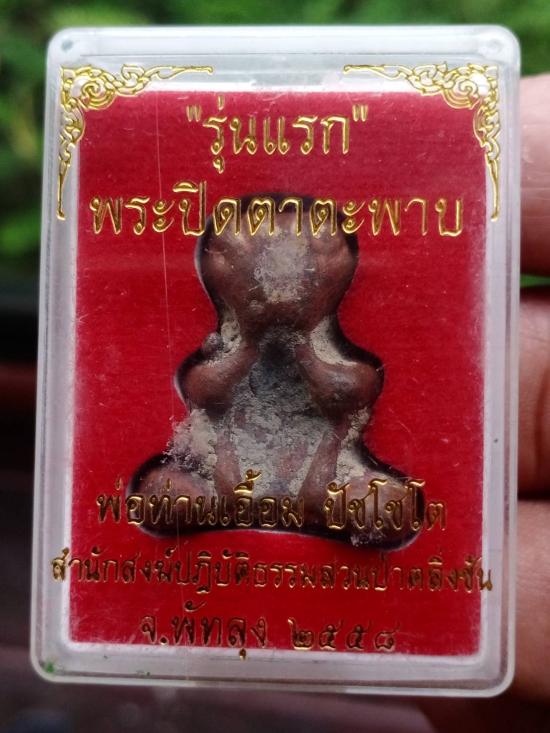 "รุ่นแรก"
พระปิดตาตะพาบ
พ่อท่านเอื้อม ปัชโชโต
สำนักสงฆ์ปฎิบัติธรรมสวนป่าตลิ่งชัน
จ.พัทลุง ๒๕๕๘